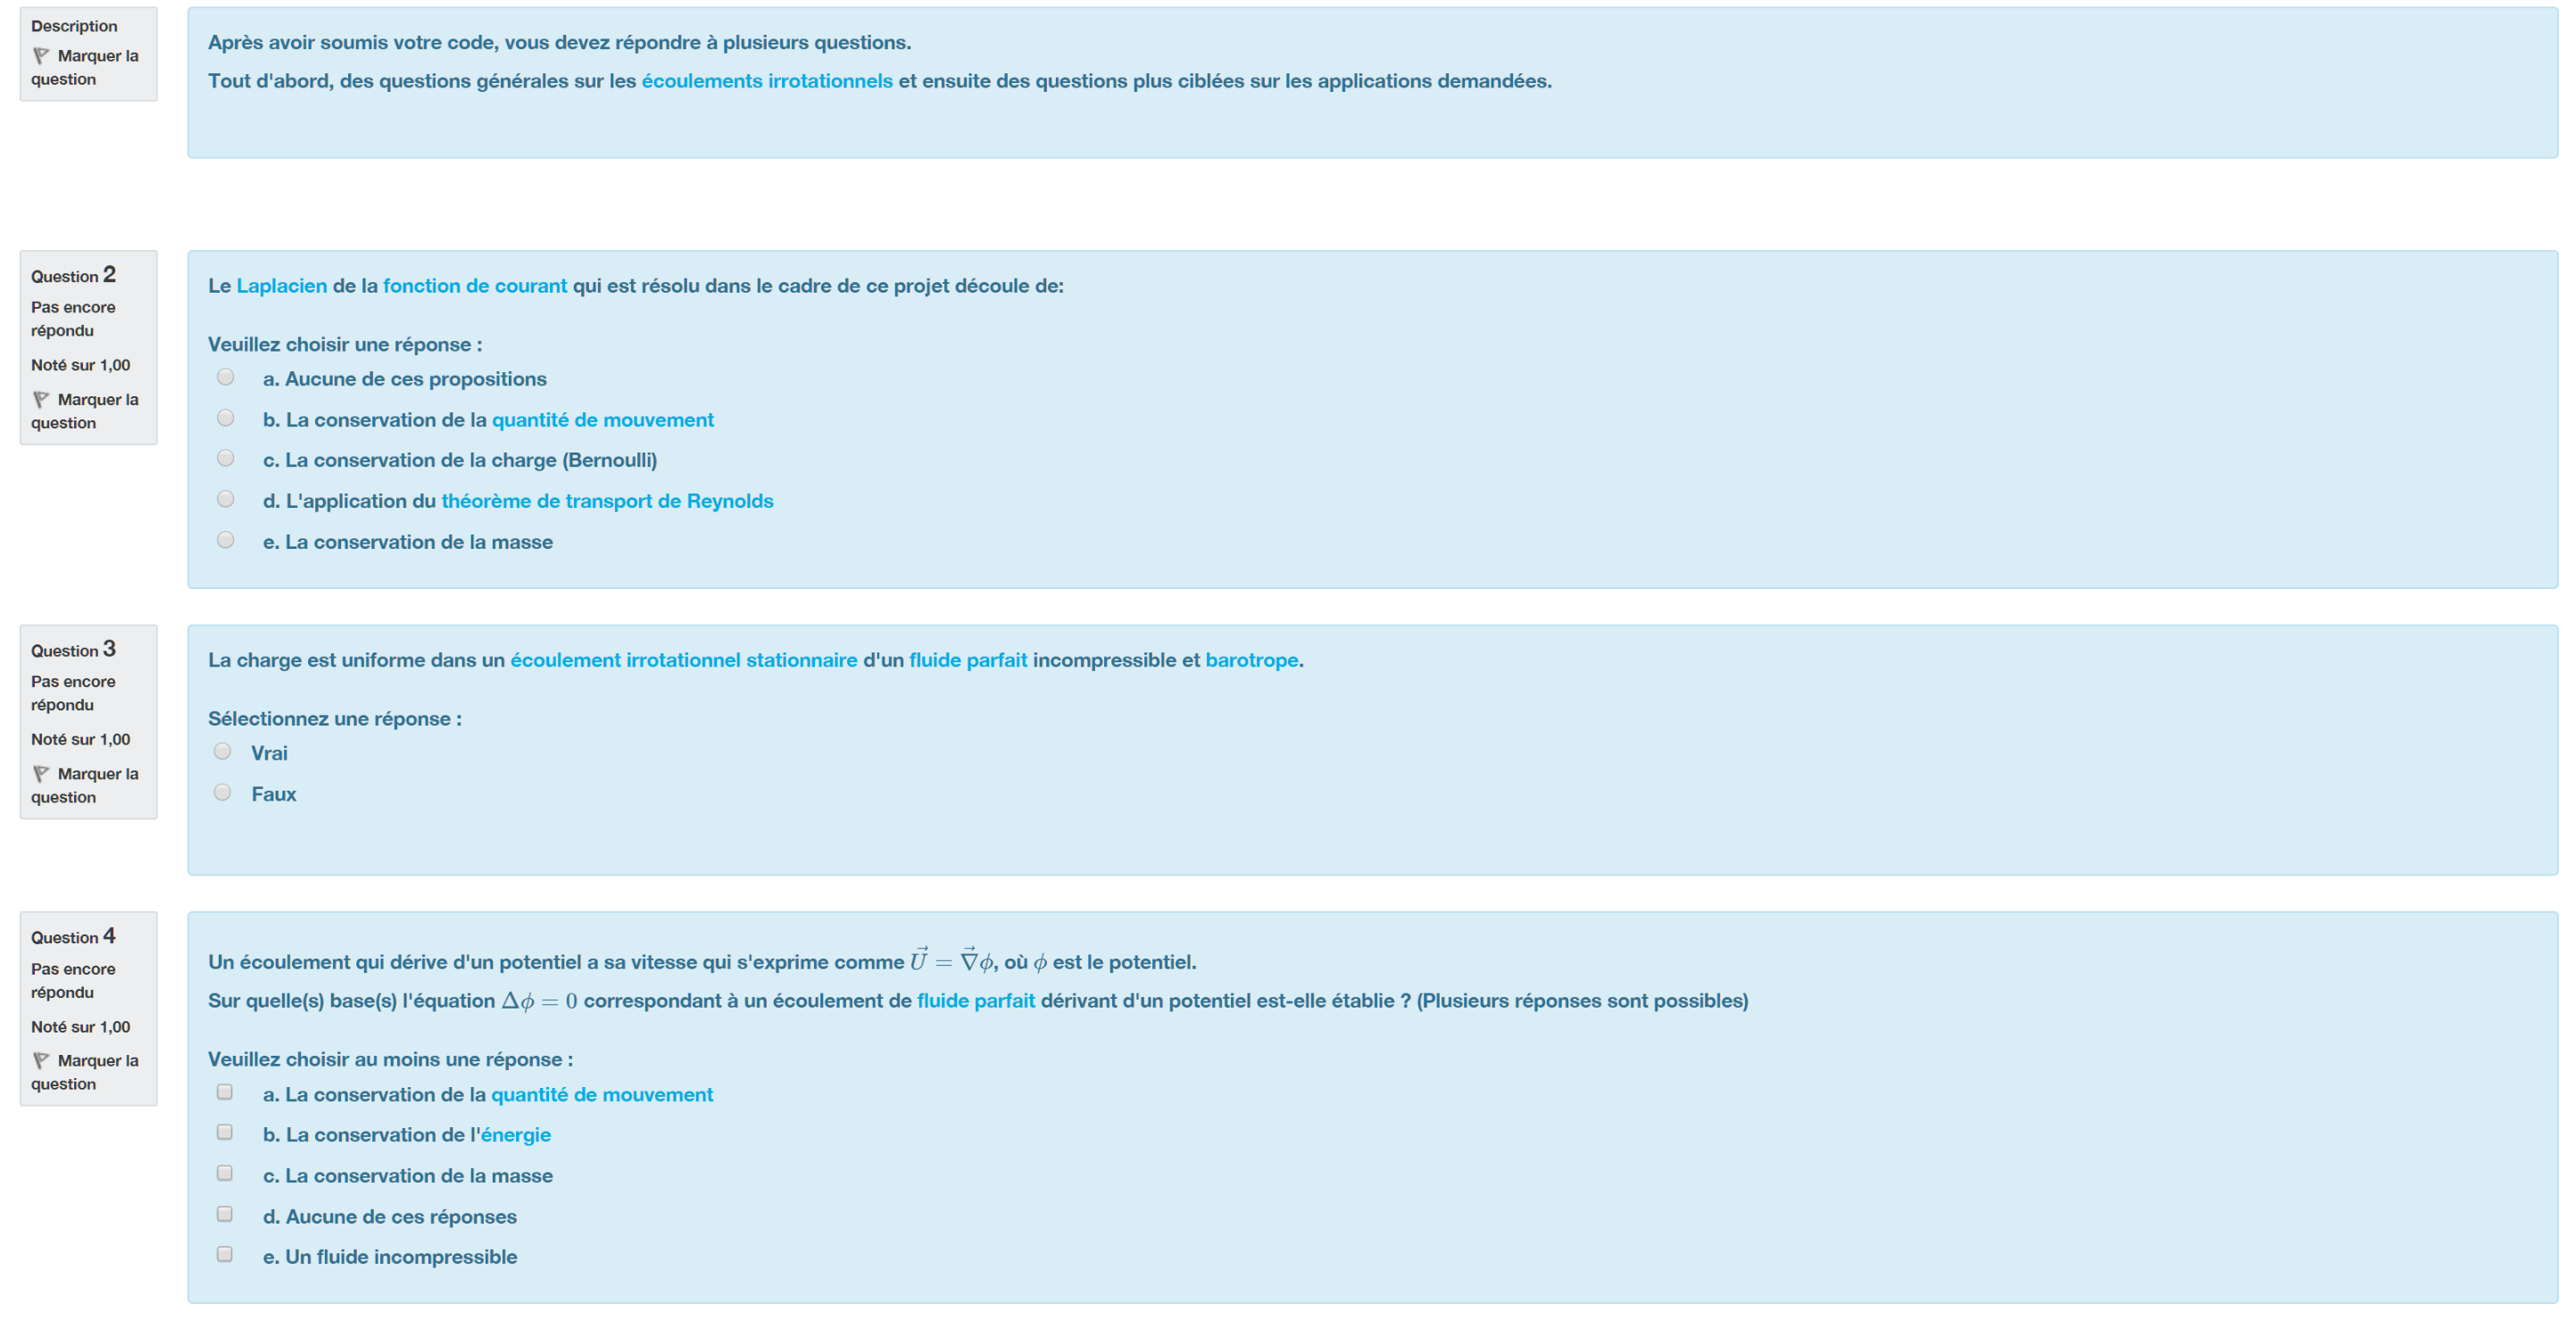 Description
Marquer la
question
Après avoir soumis votre code, vous devez répondre à plusieurs questions.
Tout d'abord, des questions générales sur les écoulements irrotationnels et ensuite des questions plus ciblées sur les applications demandées.
Question 2
Pas encore
répondu
Noté sur 1,00
Marquer la
question
Le Laplacien de la fonction de courant qui est résolu dans le cadre de ce projet découle de:
Veuillez choisir une réponse :
a. Aucune de ces propositions
b. La conservation de la quantité de mouvement
c. La conservation de la charge (Bernoulli)
d. L'application du théorème de transport de Reynolds
e. La conservation de la masse
Question 3
Pas encore
répondu
Noté sur 1,00
Marquer la
question
La charge est uniforme dans un écoulement irrotationnel stationnaire d'un fluide parfait incompressible et barotrope.
Sélectionnez une réponse :
Vrai
Faux
Question 4
Pas encore
répondu
Noté sur 1,00
Marquer la
question
Un écoulement qui dérive d'un potentiel a sa vitesse qui s'exprime comme $\vec{U} = \vec{\nabla}\phi$, où $\phi$ est le potentiel.
Sur quelle(s) base(s) l'équation $\Delta\phi = 0$ correspondant à un écoulement de fluide parfait dérivant d'un potentiel est-elle établie ? (Plusieurs réponses sont possibles)
Veuillez choisir au moins une réponse :
a. La conservation de la quantité de mouvement
b. La conservation de l'énergie
c. La conservation de la masse
d. Aucune de ces réponses
e. Un fluide incompressible